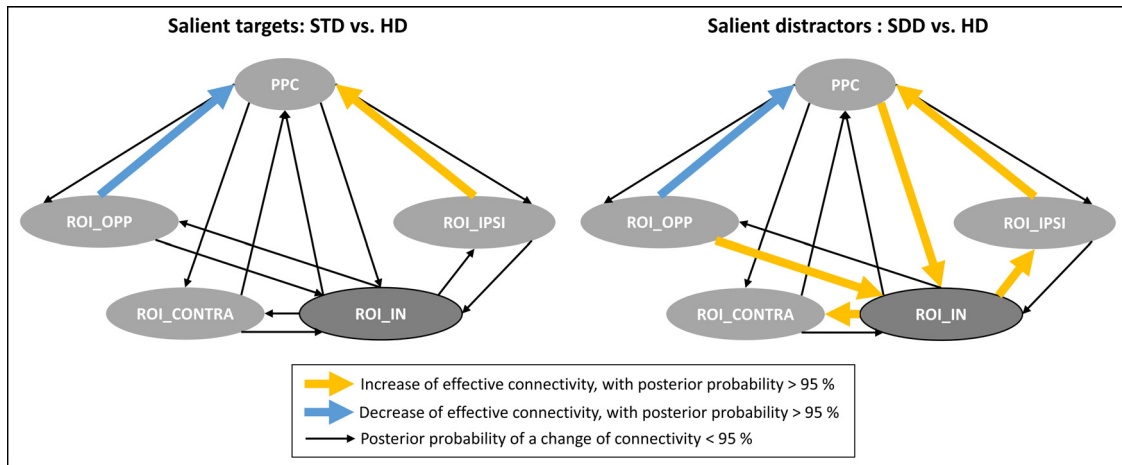 Salient targets: STD vs. HD
PPC
ROI_OPP
ROI_IPSI
ROI_CONTRA
ROI_IN
Salient distractors : SDD vs. HD
PPC
ROI_OPP
ROI_IPSI
ROI_CONTRA
ROI_IN
Increase of effective connectivity, with posterior probability > 95 %
Decrease of effective connectivity, with posterior probability > 95 %
Posterior probability of a change of connectivity < 95 %